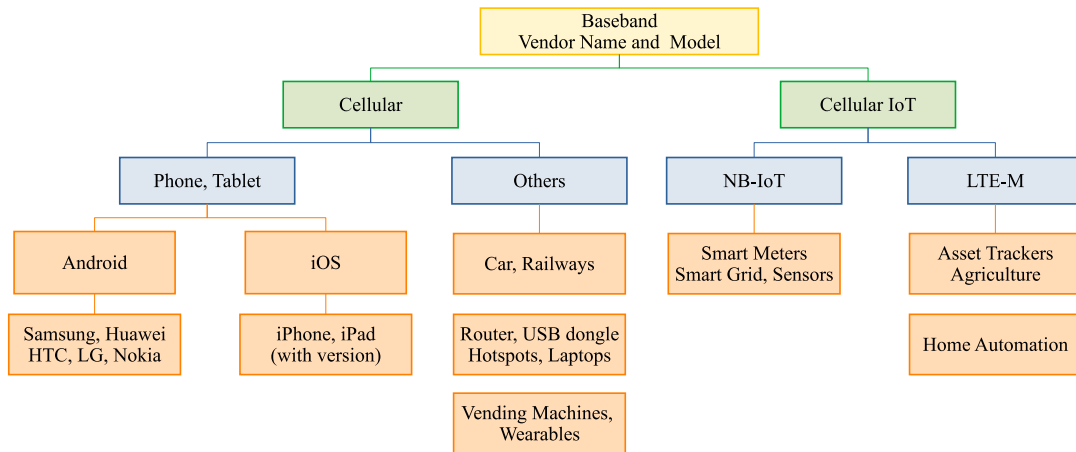 Baseband
Vendor Name and Model
Cellular
Cellular IoT
Phone, Tablet
Others
NB-IoT
LTE-M
Android
iOS
Car, Railways
Smart Meters
Smart Grid, Sensors
Asset Trackers
Agriculture
Samsung, Huawei
HTC, LG, Nokia
iPhone, iPad
(with version)
Router, USB dongle
Hotspots, Laptops
Home Automation
Vending Machines,
Wearables